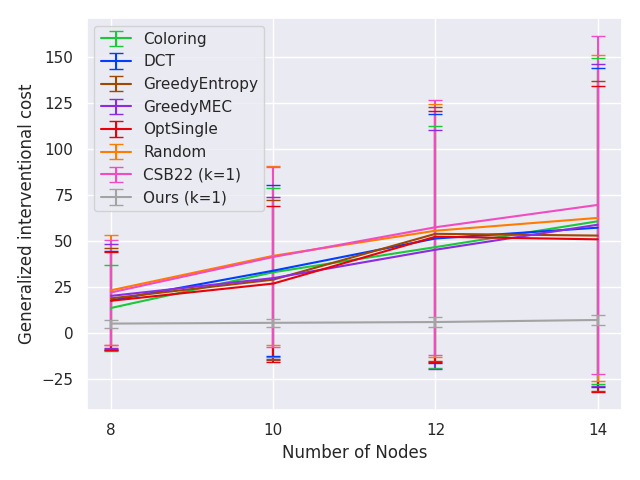 Generalized interventional cost
150
125
100
75
50
25
0
−25
Coloring
DCT
GreedyEntropy
GreedyMEC
OptSingle
Random
CSB22 (k=1)
Ours (k=1)
8
10
12
14
Number of Nodes